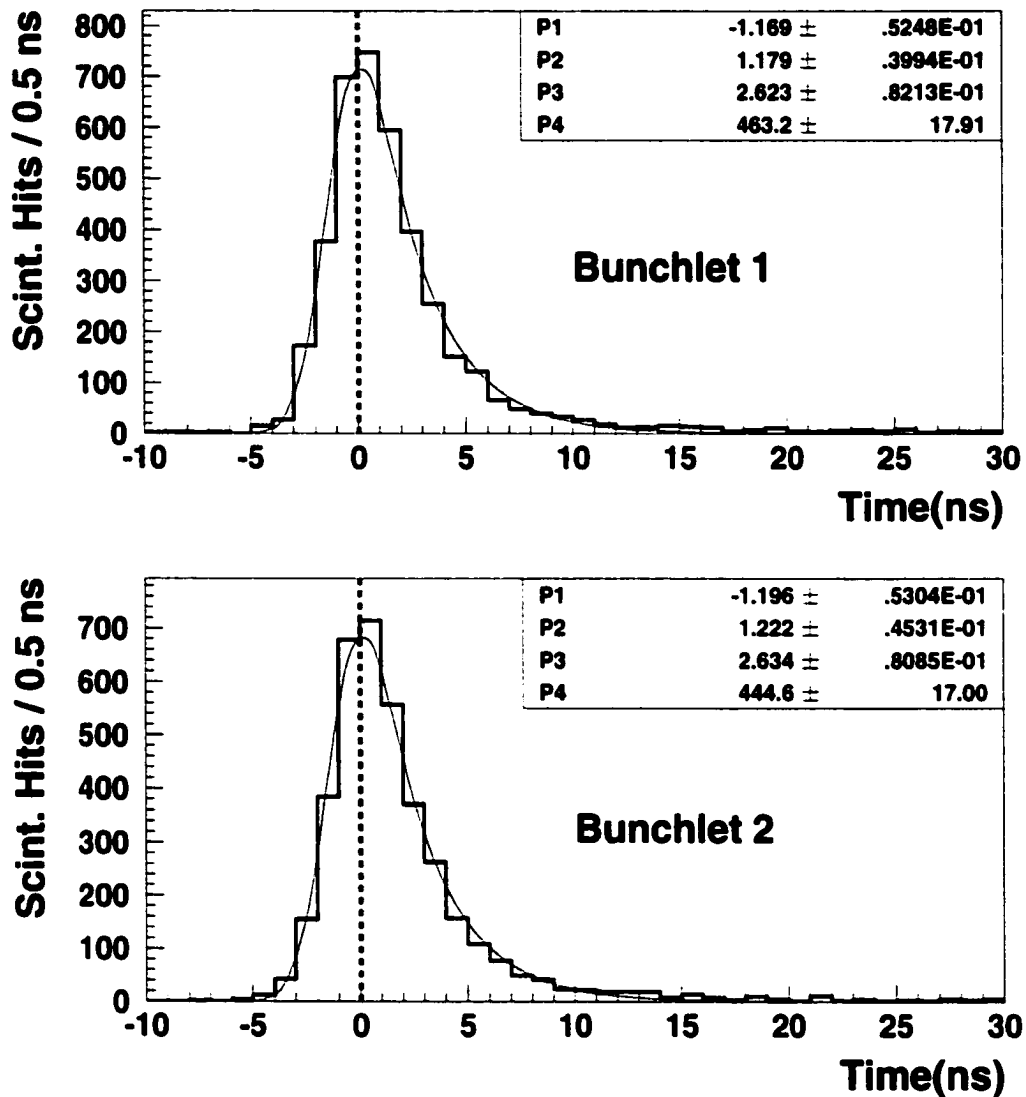 Scint. Hits / 0.5 ns
800
700
600
500
400
300
200
100
0
P1 -1.169 ± .5248E-01
P2 1.179 ± .3994E-01
P3 2.623 ± .8213E-01
P4 463.2 ± 17.91
Bunchlet 1
-10 -5 0 5 10 15 20 25 30
Time(ns)
Scint. Hits / 0.5 ns
700
600
500
400
300
200
100
0
P1 -1.196 ± .5304E-01
P2 1.222 ± .4531E-01
P3 2.634 ± .8085E-01
P4 444.6 ± 17.00
Bunchlet 2
-10 -5 0 5 10 15 20 25 30
Time(ns)